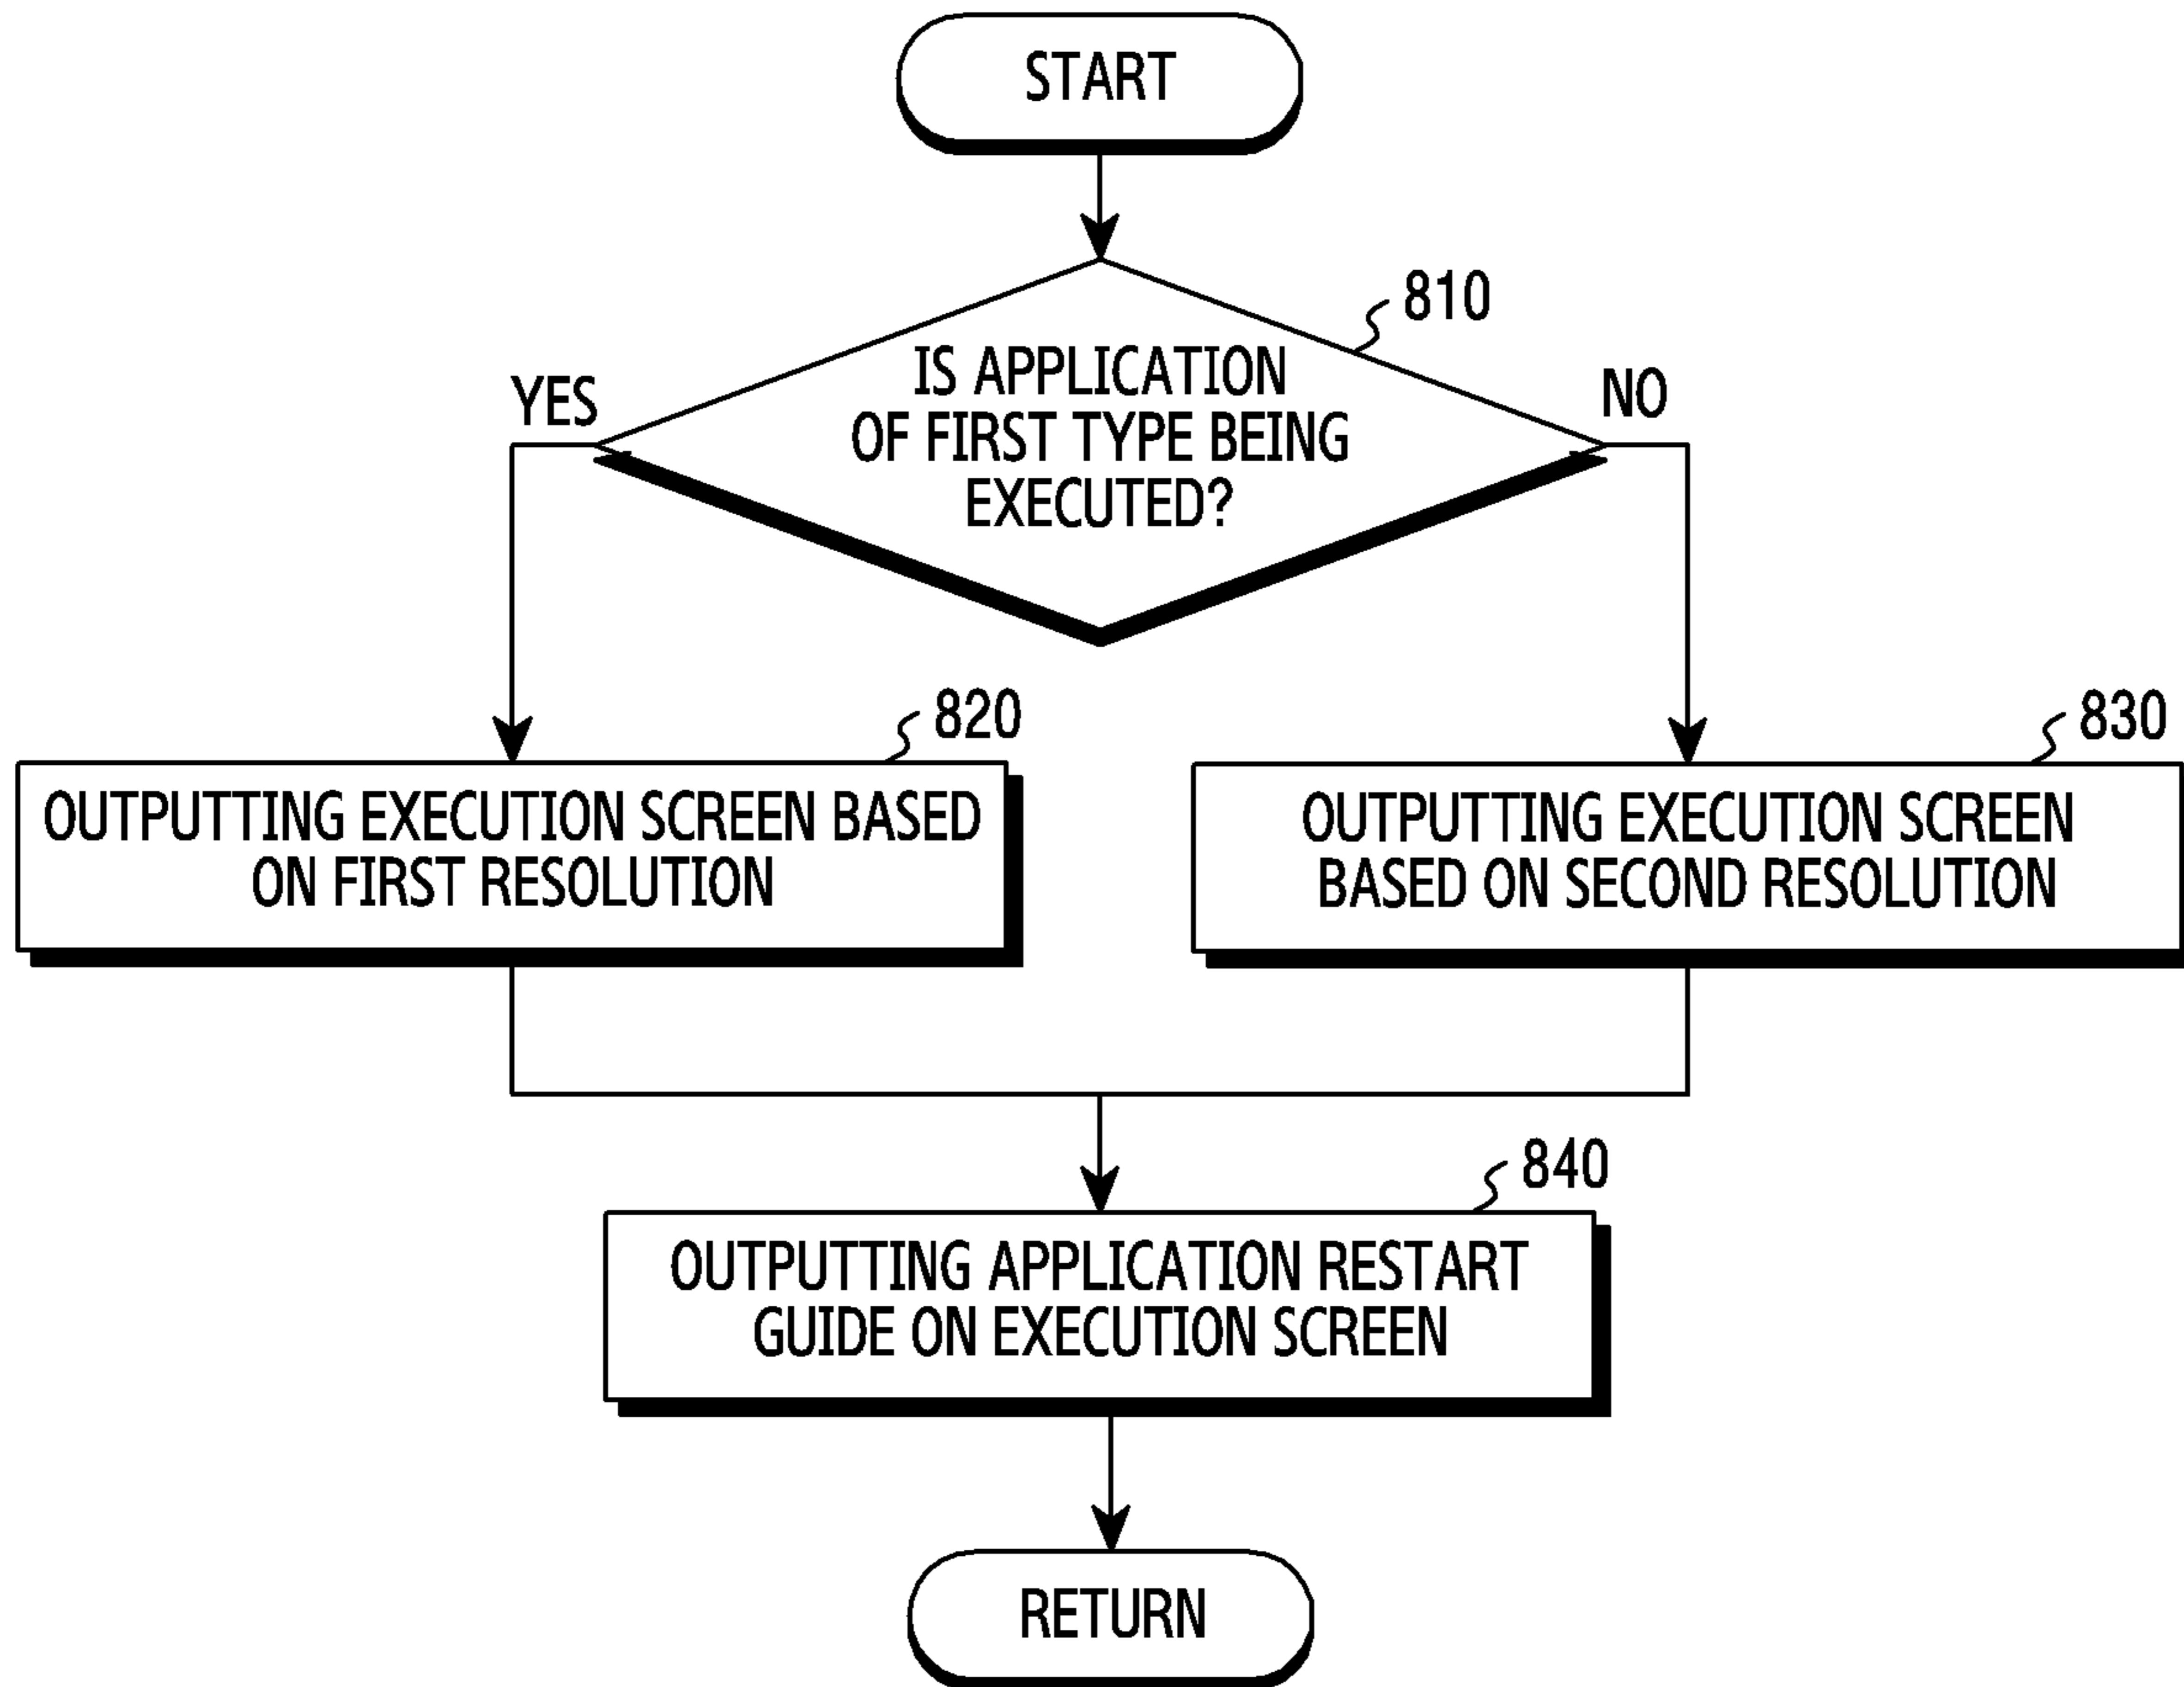 START
810
IS APPLICATION
OF FIRST TYPE BEING
EXECUTED?
YES
NO
820
OUTPUTTING EXECUTION SCREEN BASED
ON FIRST RESOLUTION
830
OUTPUTTING EXECUTION SCREEN
BASED ON SECOND RESOLUTION
840
OUTPUTTING APPLICATION RESTART
GUIDE ON EXECUTION SCREEN
RETURN